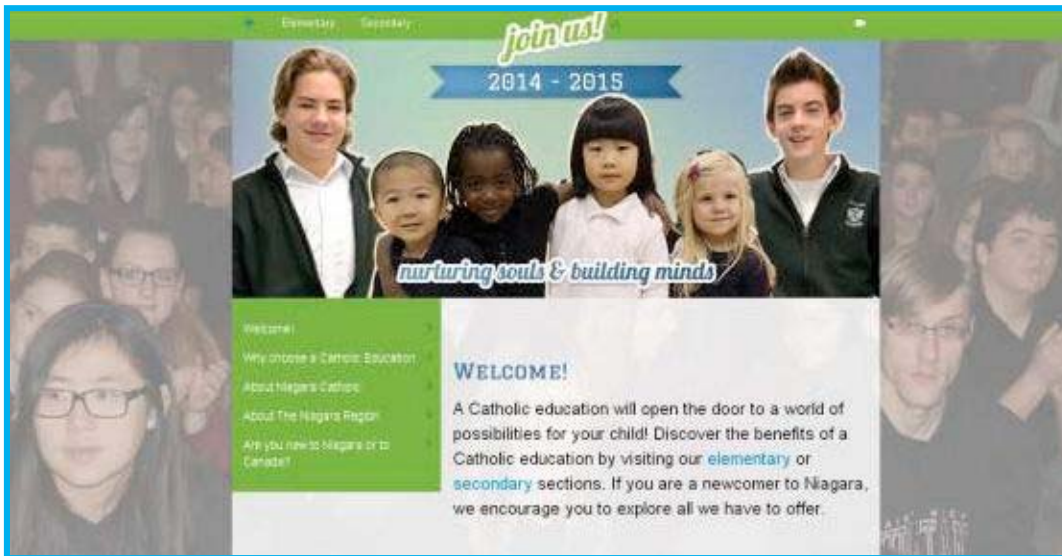 Elementary Secondary
join us!
2014 - 2015
nurturing souls & building minds
Welcome!
Why choose a Catholic Education
About Niagara Catholic
About The Niagara Region
Are you new to Niagara or to
Canada?
WELCOME!
A Catholic education will open the door to a world of
possibilities for your child! Discover the benefits of a
Catholic education by visiting our elementary or
secondary sections. If you are a newcomer to Niagara,
we encourage you to explore all we have to offer.